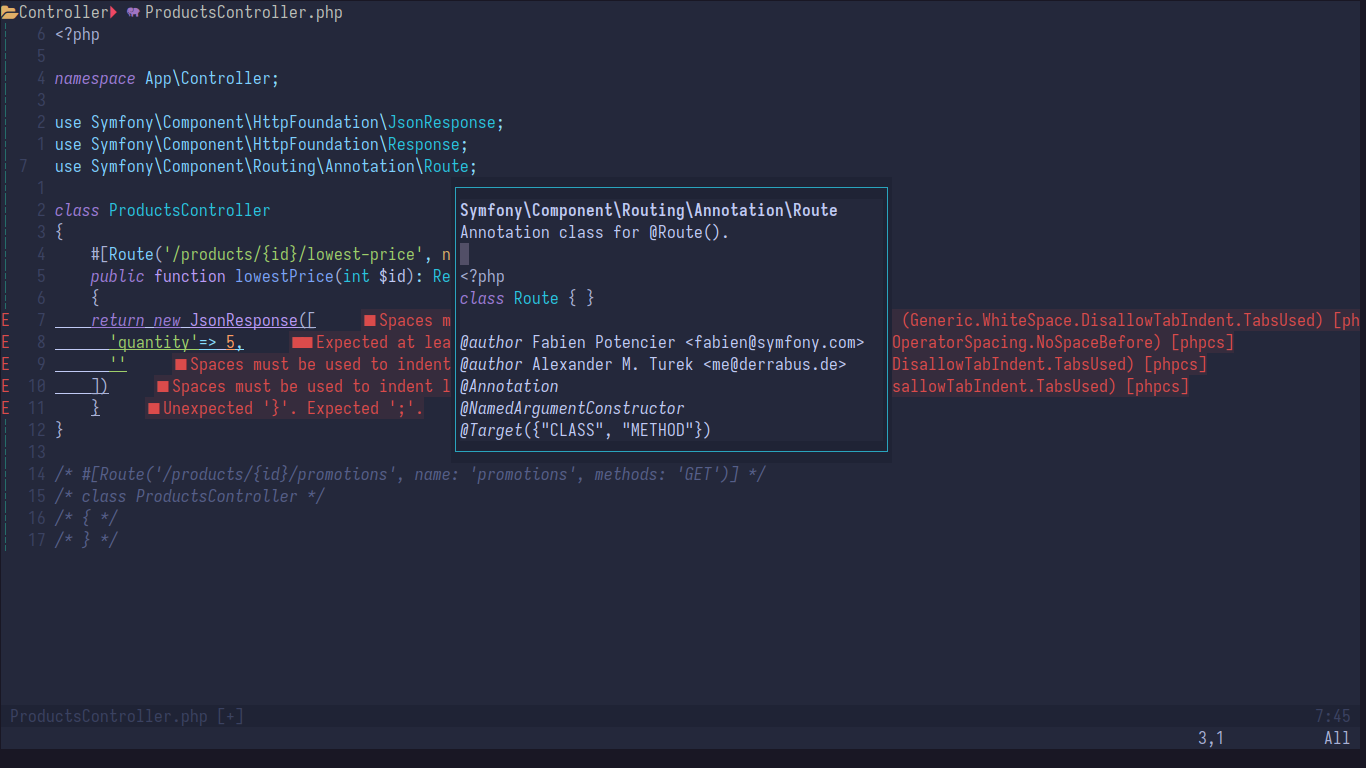 Controller ProductsController.php
6 <?php
5
4 namespace App\Controller;
3
2 use Symfony\Component\HttpFoundation\JsonResponse;
1 use Symfony\Component\HttpFoundation\Response;
7 use Symfony\Component\Routing\Annotation\Route;
1
2 class ProductsController
3 {
4 #[Route('/products/{id}/lowest-price', n
5 public function lowestPrice(int $id): Re
6 {
E 7 return new JsonResponse([ Spaces m (Generic.WhiteSpace.DisallowTabIndent.TabsUsed) [ph
E 8 'quantity'=> 5, Expected at lea OperatorSpacing.NoSpaceBefore) [phpcs]
E 9 '' Spaces must be used to indent DisallowTabIndent.TabsUsed) [phpcs]
E 10 ]) Spaces must be used to indent l sallowTabIndent.TabsUsed) [phpcs]
E 11 } Unexpected '}'. Expected ';'.
12 }
13
14 /* #[Route('/products/{id}/promotions', name: 'promotions', methods: 'GET')] */
15 /* class ProductsController */
16 /* { */
17 /* } */
Symfony\Component\Routing\Annotation\Route
Annotation class for @Route().
<?php
class Route { }
@author Fabien Potencier <fabien@symfony.com>
@author Alexander M. Turek <me@derrabus.de>
@Annotation
@NamedArgumentConstructor
@Target({"CLASS", "METHOD"})
ProductsController.php [+] 7:45
3,1 All